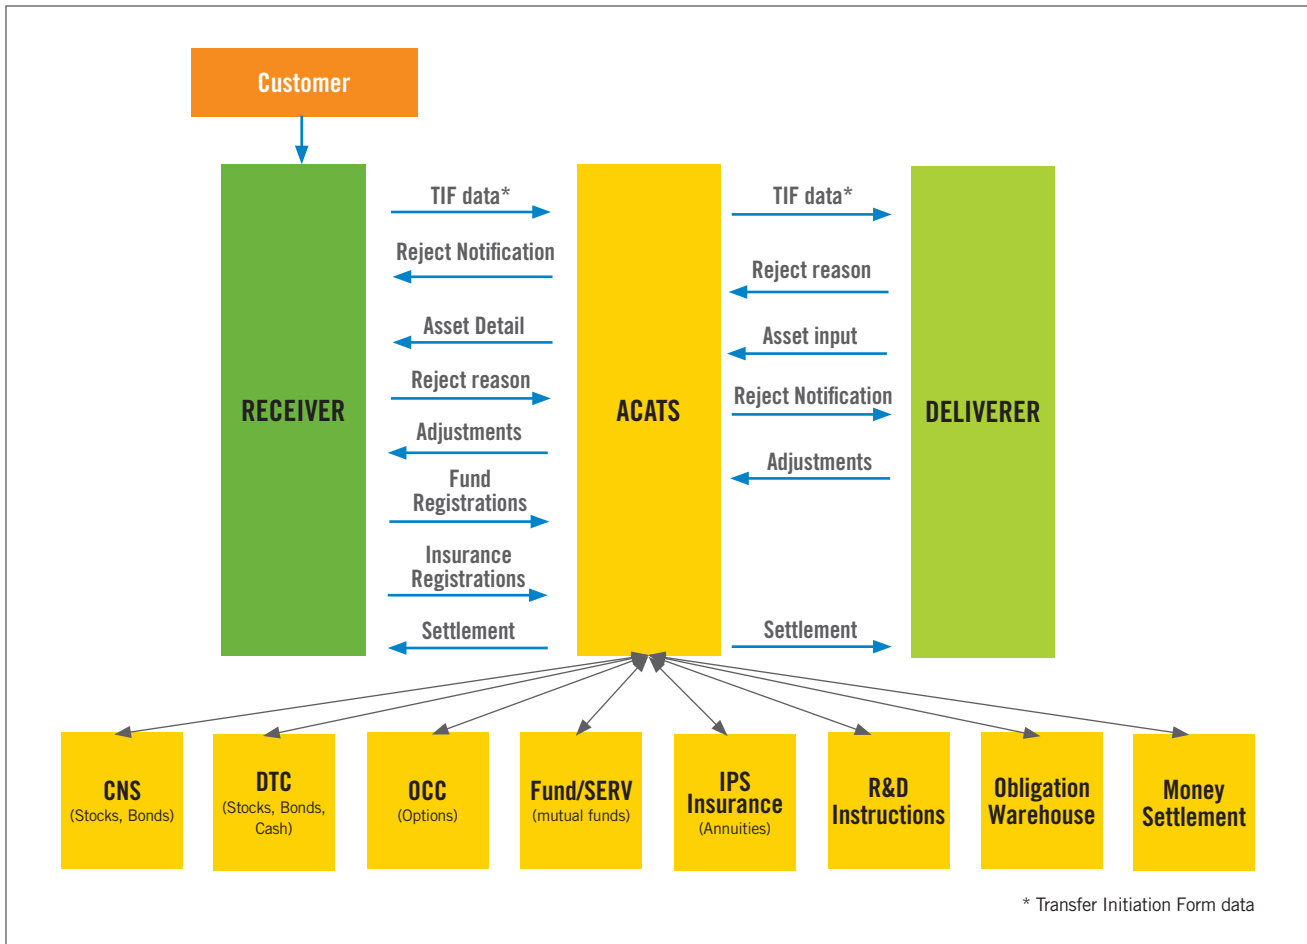 Customer
TIF data*
TIF data*
Reject Notification
Reject reason
Asset Detail
Asset input
Reject reason
Reject Notification
RECEIVER
ACATS
DELIVERER
Adjustments
Adjustments
Fund
Registrations
Insurance
Registrations
Settlement
Settlement
CNS
(Stocks, Bonds)
DTC
(Stocks, Bonds,
Cash)
OCC
(Options)
Fund/SERV
(mutual funds)
IPS
Insurance
(Annuities)
R&D
Instructions
Obligation
Warehouse
Money
Settlement
* Transfer Initiation Form data